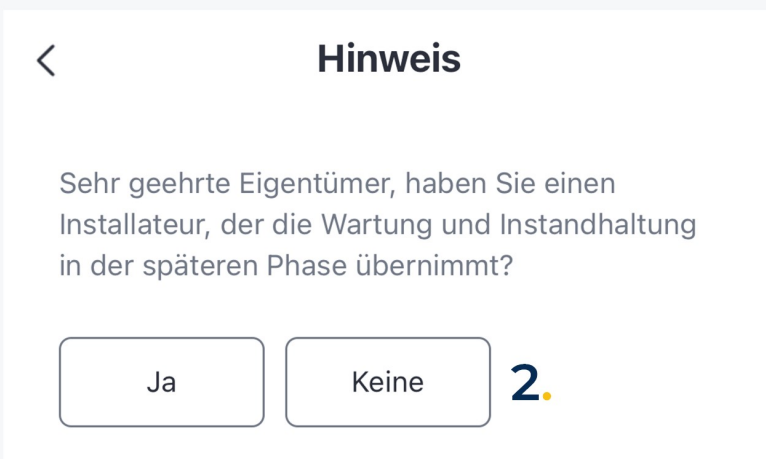 Hinweis
Sehr geehrte Eigentümer, haben Sie einen
Installateur, der die Wartung und Instandhaltung
in der späteren Phase übernimmt?
Ja
Keine
2.